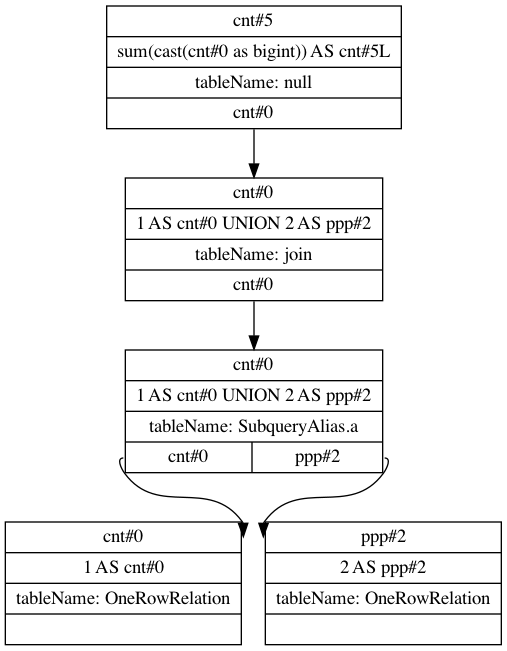 cnt#5
sum(cast(cnt#0 as bigint)) AS cnt#5L
tableName: null
cnt#0
cnt#0
1 AS cnt#0 UNION 2 AS ppp#2
tableName: join
cnt#0
cnt#0
1 AS cnt#0 UNION 2 AS ppp#2
tableName: SubqueryAlias.a
cnt#0 ppp#2
cnt#0
1 AS cnt#0
tableName: OneRowRelation
ppp#2
2 AS ppp#2
tableName: OneRowRelation